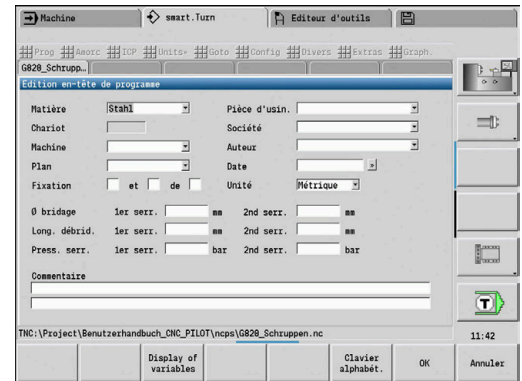 Machine smart.Turn Editeur d'outils
Prog Amorc ICP Units» Goto Config Divers Extras Graph.
G820_Schrupp…
Edition en-tête de programme
Matière Stahl Pièce d'usin.
Chariot Société
Machine Auteur
Plan Date »
Fixation et de Unité Métrique
Ø bridage 1er serr. mm 2nd serr. mm
Long. débrid. 1er serr. mm 2nd serr. mm
Press. serr. 1er serr. bar 2nd serr. bar
Commentaire
TNC:\Project\Benutzerhandbuch_CNC_PILOT\ncps\G820_Schruppen.nc
T
11:42
Display of variables Clavier alphabét. OK Annuler